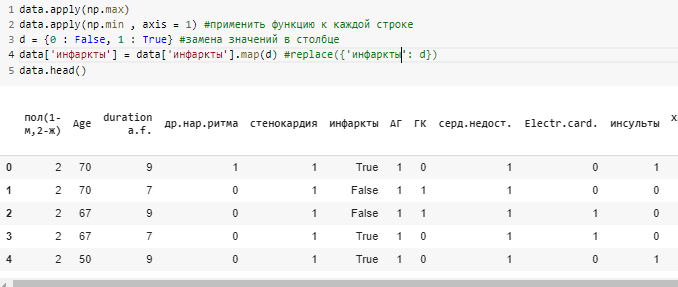 1 data.apply(np.max)
2 data.apply(np.min , axis = 1) #применить функцию к каждой строке
3 d = {0 : False, 1 : True} #замена значений в столбце
4 data['инфаркты'] = data['инфаркты'].map(d) #replace({'инфаркты': d})
5 data.head()
пол(1-м,2-ж) Age duration a.f. др.нар.ритма стенокардия инфаркты АГ ГК серд.недост. Electr.card. инсульты х
0 2 70 9 1 1 True 1 0 1 0 1
1 2 70 7 0 1 False 1 1 1 0 0
2 2 67 9 0 1 False 1 1 1 1 0
3 2 67 7 0 1 True 1 0 1 1 0
4 2 50 9 0 1 True 1 0 1 0 1